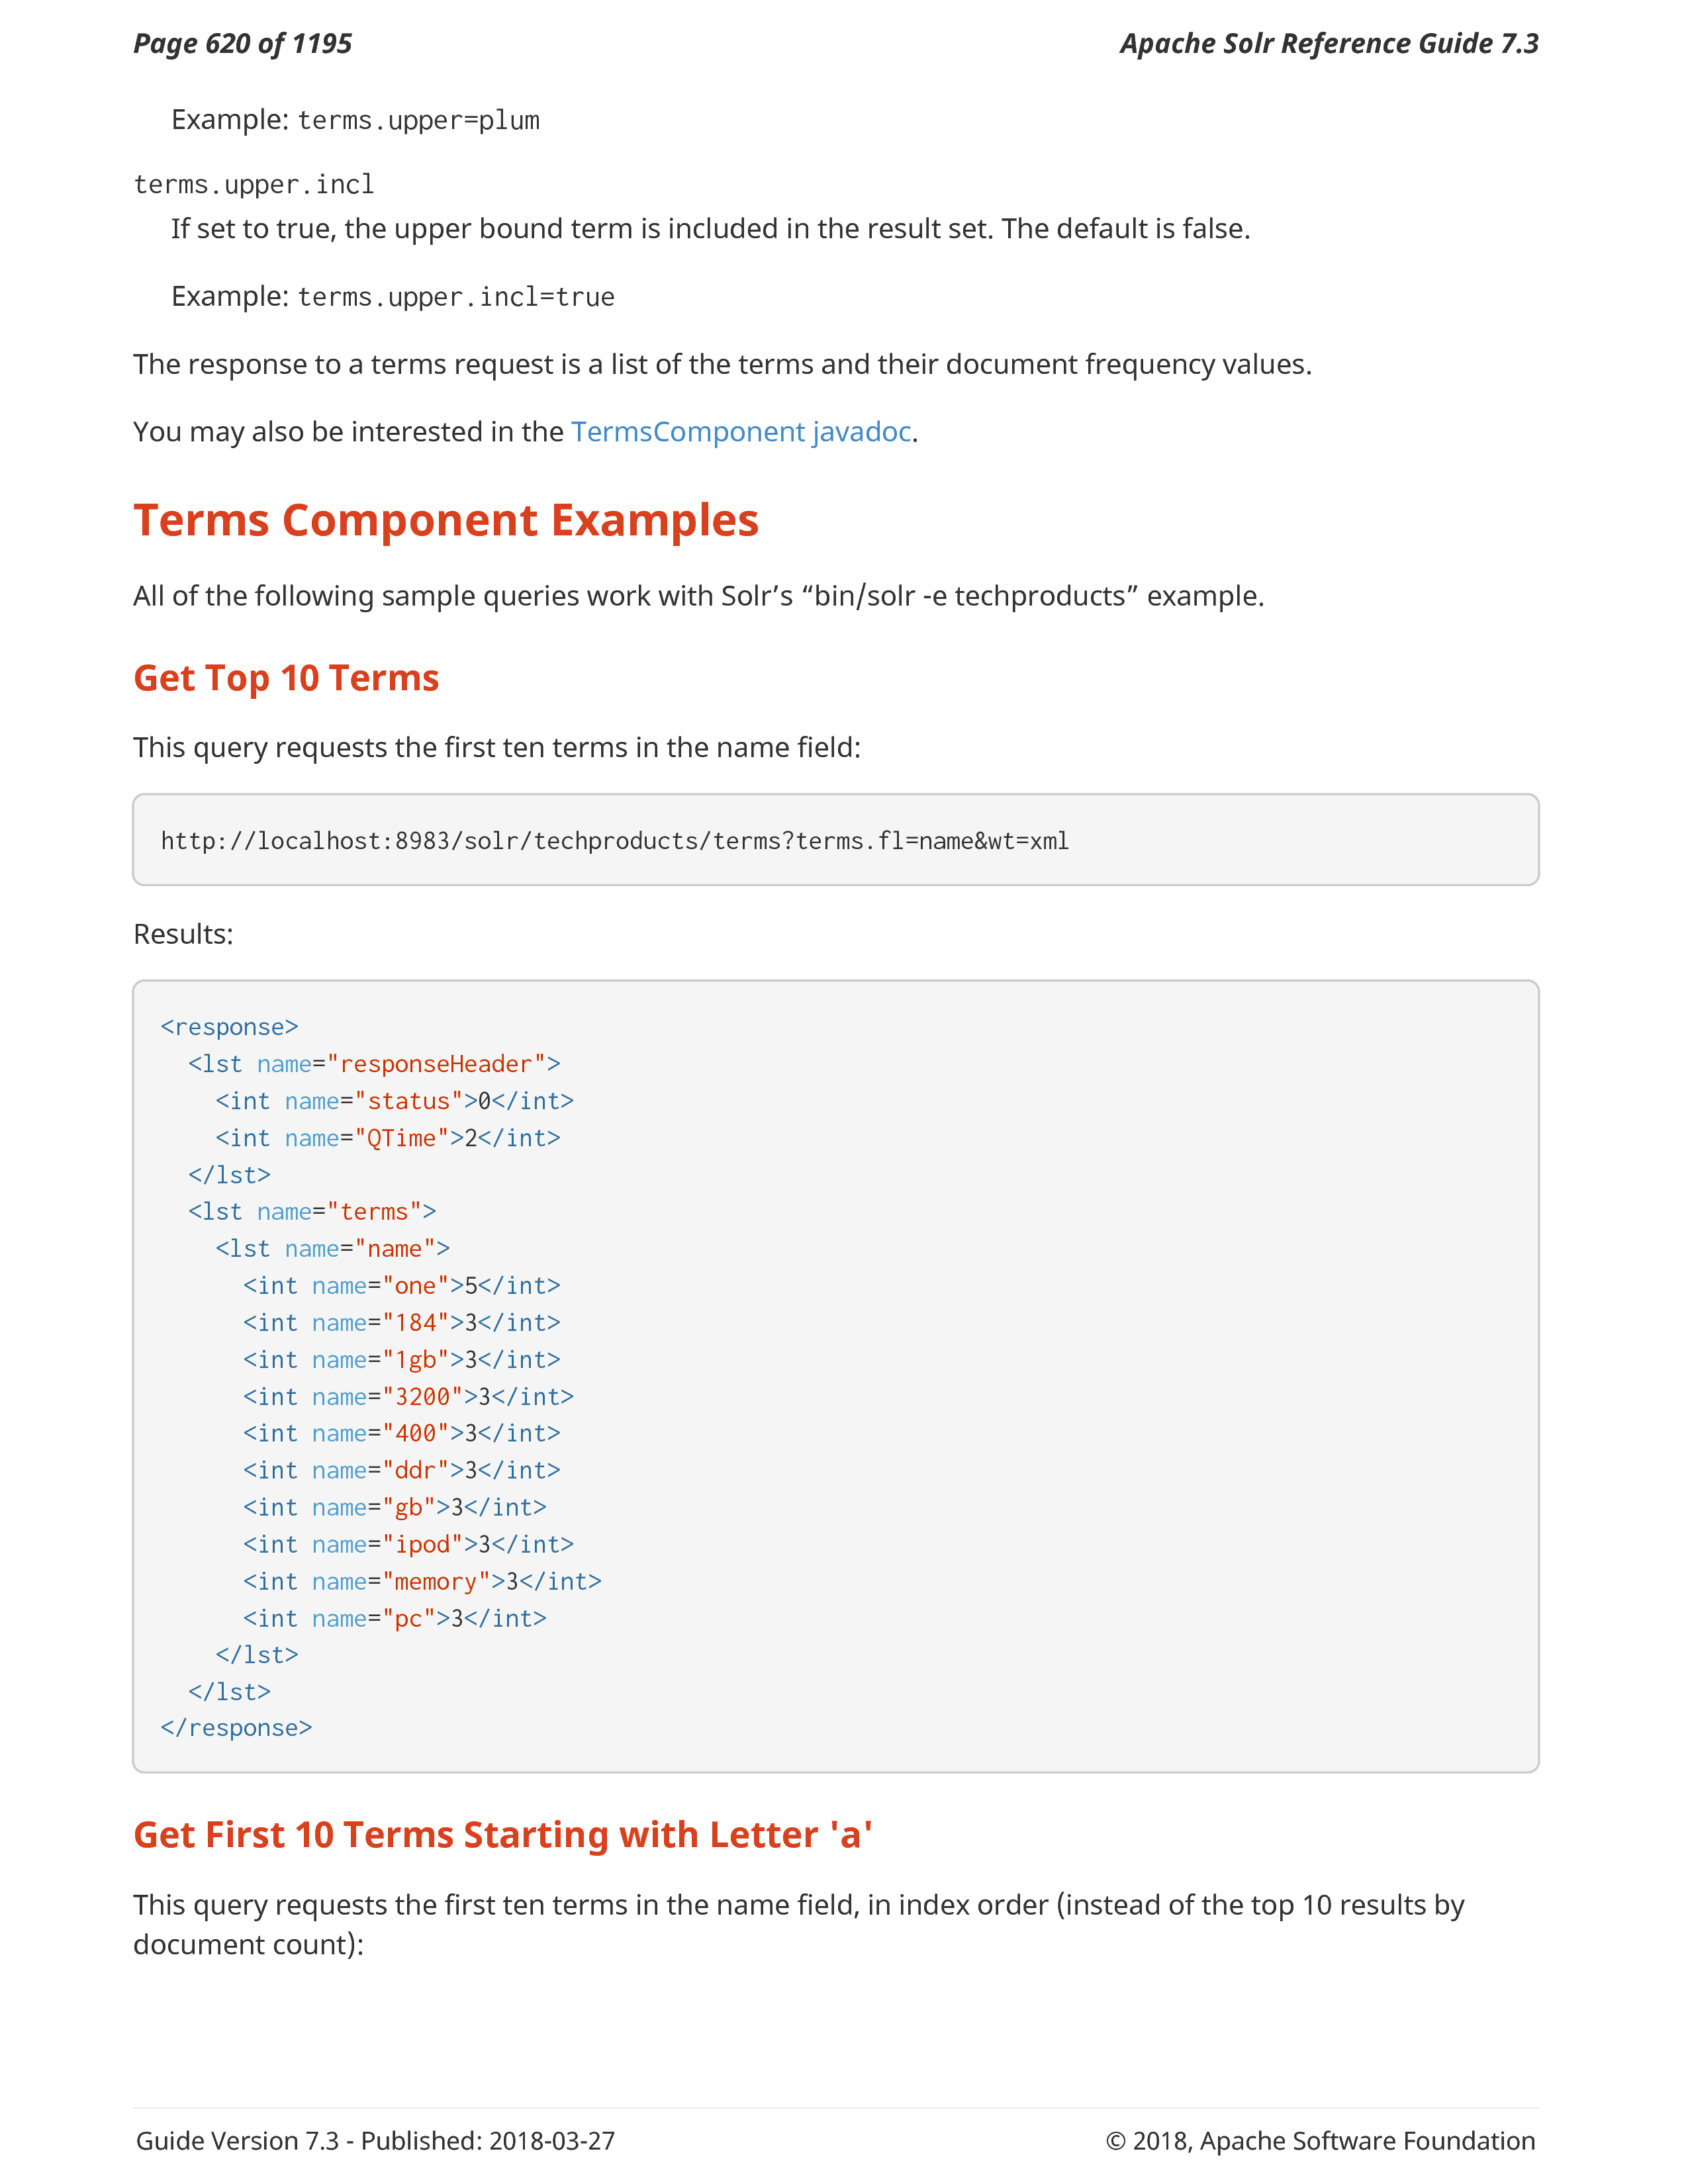 Page 620 of 1195
Apache Solr Reference Guide 7.3
Example: terms.upper=plum
terms.upper.incl
If set to true, the upper bound term is included in the result set. The default is false.
Example: terms.upper.incl=true
The response to a terms request is a list of the terms and their document frequency values.
You may also be interested in the TermsComponent javadoc.
Terms Component Examples
All of the following sample queries work with Solr’s “bin/solr -e techproducts” example.
Get Top 10 Terms
This query requests the first ten terms in the name field:
http://localhost:8983/solr/techproducts/terms?terms.fl=name&wt=xml
Results:
<response>
  <lst name="responseHeader">
    <int name="status">0</int>
    <int name="QTime">2</int>
  </lst>
  <lst name="terms">
    <lst name="name">
      <int name="one">5</int>
      <int name="184">3</int>
      <int name="1gb">3</int>
      <int name="3200">3</int>
      <int name="400">3</int>
      <int name="ddr">3</int>
      <int name="gb">3</int>
      <int name="ipod">3</int>
      <int name="memory">3</int>
      <int name="pc">3</int>
    </lst>
  </lst>
</response>
Get First 10 Terms Starting with Letter 'a'
This query requests the first ten terms in the name field, in index order (instead of the top 10 results by
document count):
Guide Version 7.3 - Published: 2018-03-27
© 2018, Apache Software Foundation